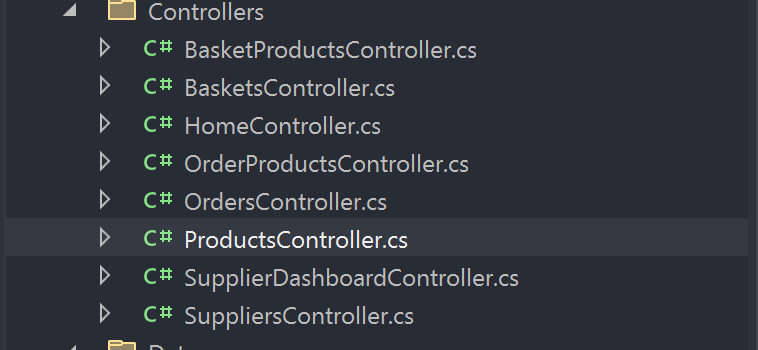 Controllers
C# BasketProductsController.cs
C# BasketsController.cs
C# HomeController.cs
C# OrderProductsController.cs
C# OrdersController.cs
C# ProductsController.cs
C# SupplierDashboardController.cs
C# SuppliersController.cs